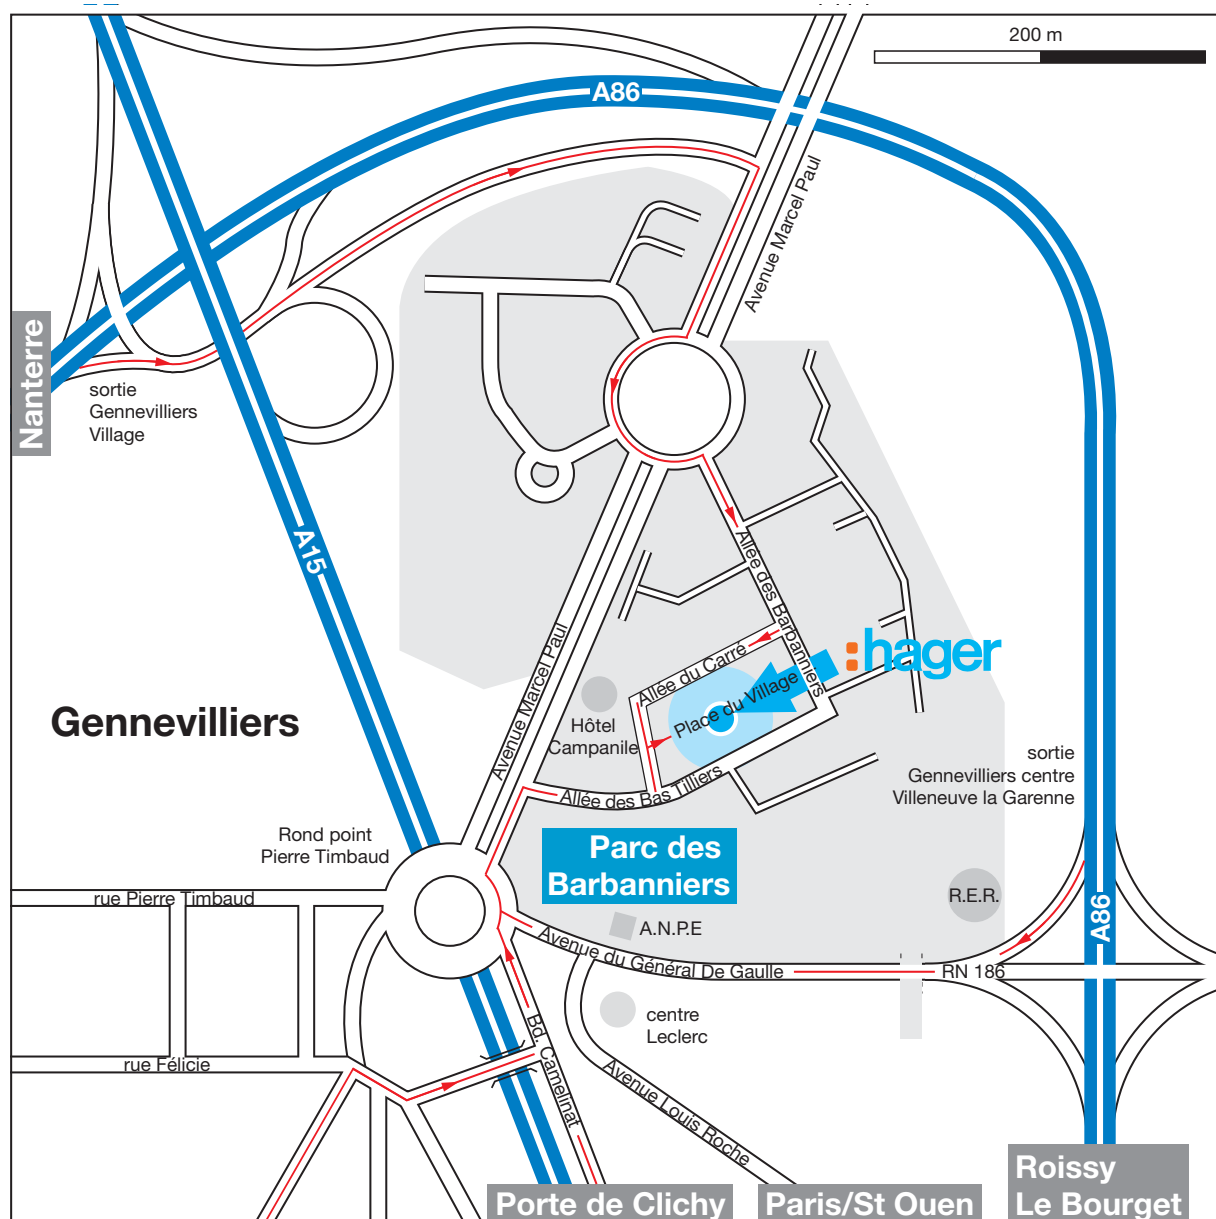 200 m
A86
Avenue Marcel Paul
Nanterre
sortie
Gennevilliers
Village
A15
Allée des Barbanniers
:hager
Allée du Carré
Place du Village
Avenue Marcel Paul
Gennevilliers
Hôtel
Campanile
sortie
Gennevilliers centre
Villeneuve la Garenne
Allée des Bas Tilliers
Rond point
Pierre Timbaud
Parc des
Barbanniers
rue Pierre Timbaud
R.E.R.
A86
A.N.P.E
Avenue du Général De Gaulle
RN 186
centre
Leclerc
Bd. Camelinat
rue Félicie
Avenue Louis Roche
Roissy
Le Bourget
Porte de Clichy
Paris/St Ouen